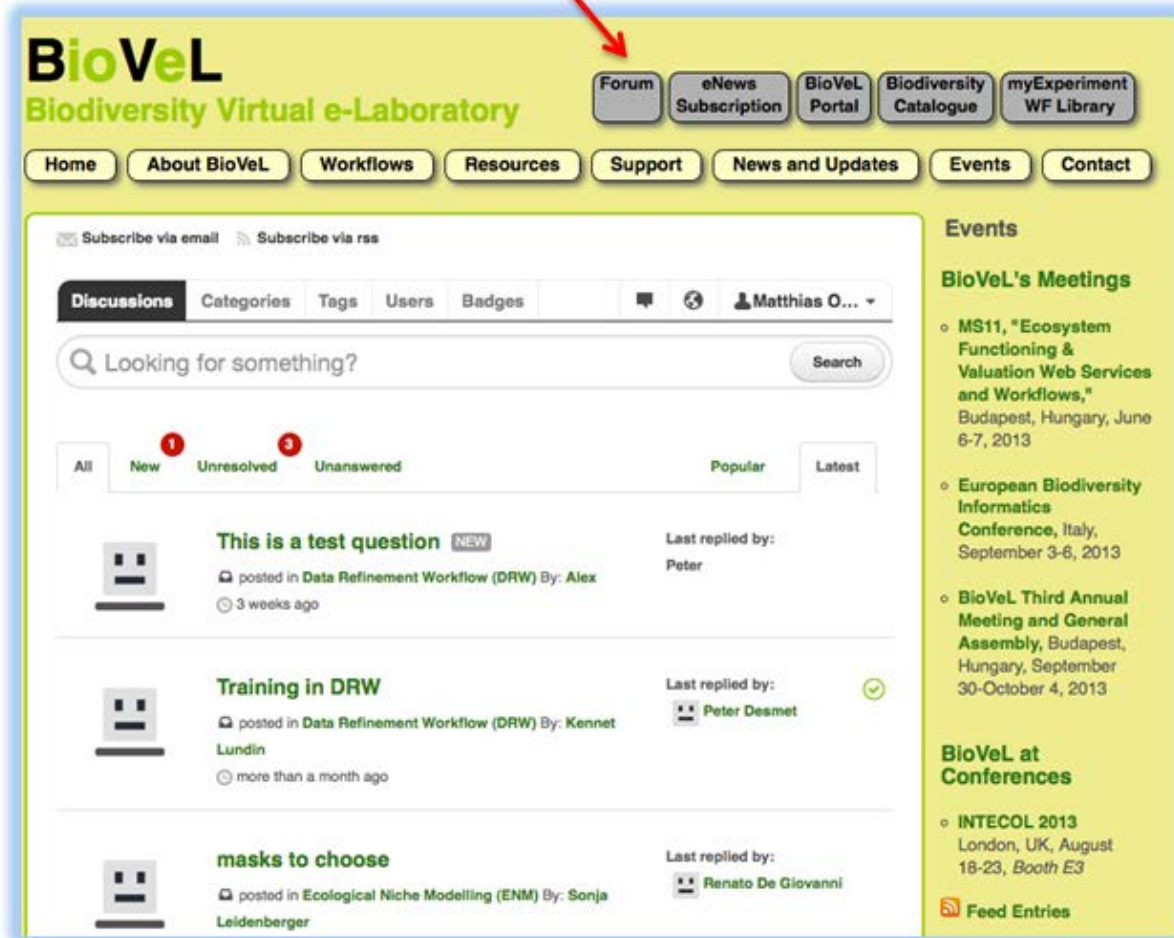 BioVeL
Biodiversity Virtual e-Laboratory
Forum
eNews
Subscription
BioVeL
Portal
Biodiversity
Catalogue
myExperiment
WF Library
Home
About BioVeL
Workflows
Resources
Support
News and Updates
Events
Contact
Subscribe via email
Subscribe via rss
Discussions
Categories
Tags
Users
Badges
Matthias O...
Looking for something?
Search
All
New
1
Unresolved
3
Unanswered
Popular
Latest
This is a test question NEW
posted in Data Refinement Workflow (DRW) By: Alex
3 weeks ago
Last replied by:
Peter
Training in DRW
posted in Data Refinement Workflow (DRW) By: Kennet
Lundin
more than a month ago
Last replied by:
Peter Desmet
masks to choose
posted in Ecological Niche Modelling (ENM) By: Sonja
Leidenberger
Last replied by:
Renato De Giovanni
Events
BioVeL's Meetings
MS11, "Ecosystem
Functioning &
Valuation Web Services
and Workflows,"
Budapest, Hungary, June
6-7, 2013
European Biodiversity
Informatics
Conference, Italy,
September 3-6, 2013
BioVeL Third Annual
Meeting and General
Assembly, Budapest,
Hungary, September
30-October 4, 2013
BioVeL at
Conferences
INTECOL 2013
London, UK, August
18-23, Booth E3
Feed Entries